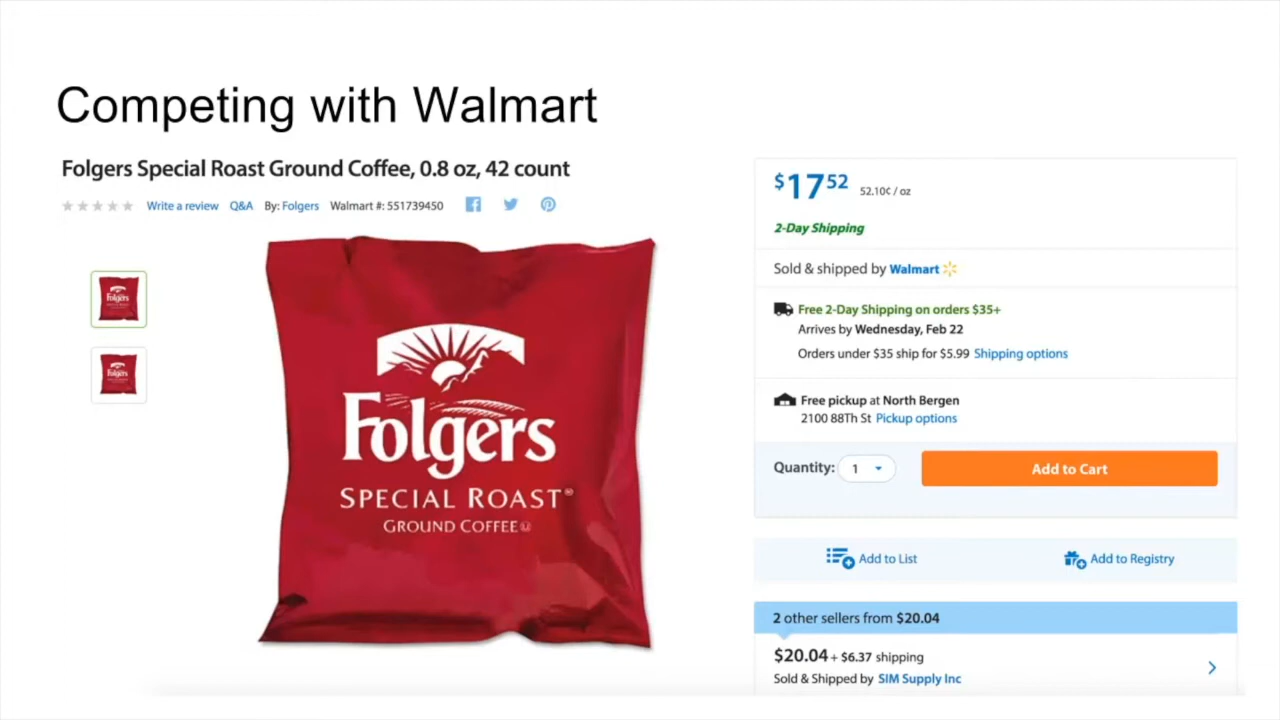 Competing with Walmart
Folgers Special Roast Ground Coffee, 0.8 oz, 42 count
Write a review Q&A By: Folgers Walmart #: 551739450
Folgers
Folgers
Folgers
SPECIAL ROAST®
GROUND COFFEE
$17.52 52.10¢ / oz
2-Day Shipping
Sold & shipped by Walmart
Free 2-Day Shipping on orders $35+
Arrives by Wednesday, Feb 22
Orders under $35 ship for $5.99 Shipping options
Free pickup at North Bergen
2100 88Th St Pickup options
Quantity: 1 Add to Cart
Add to List Add to Registry
2 other sellers from $20.04
$20.04 + $6.37 shipping
Sold & Shipped by SIM Supply Inc